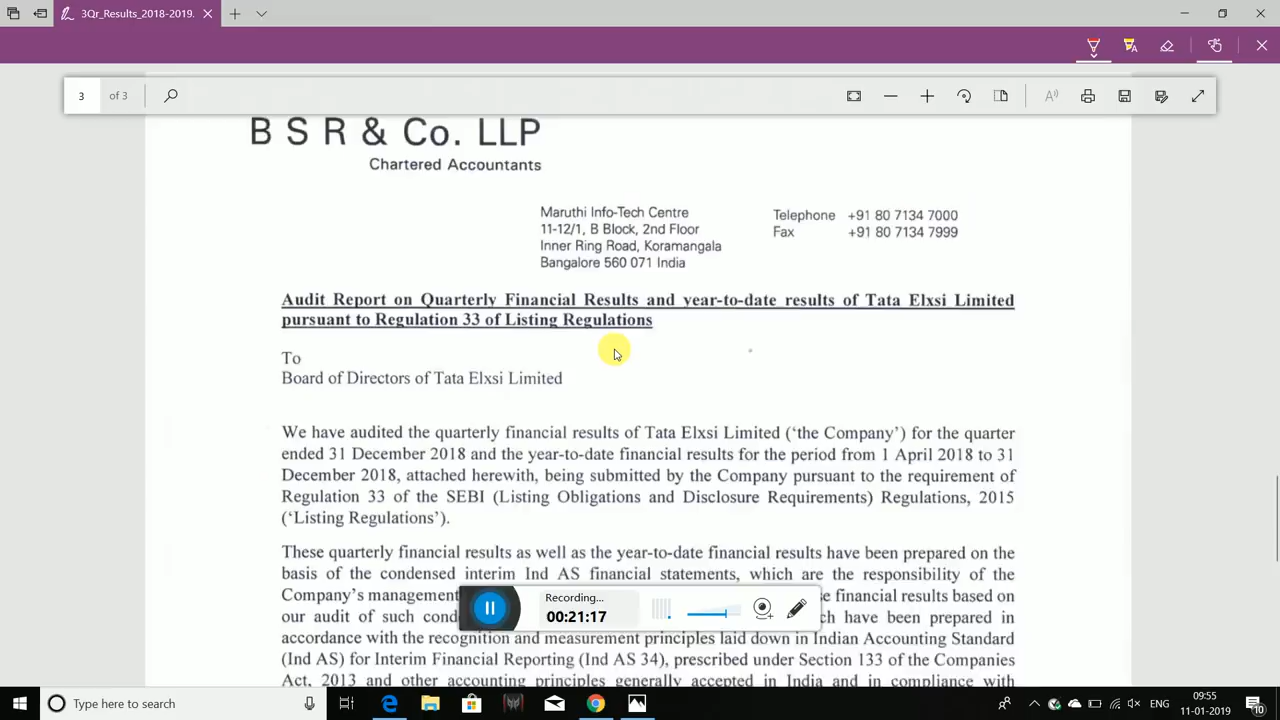 3Qr_Results_2018-2019.
3 of 3
B S R & Co. LLP
Chartered Accountants
Maruthi Info-Tech Centre
11-12/1, B Block, 2nd Floor
Inner Ring Road, Koramangala
Bangalore 560 071 India
Telephone +91 80 7134 7000
Fax +91 80 7134 7999
Audit Report on Quarterly Financial Results and year-to-date results of Tata Elxsi Limited
pursuant to Regulation 33 of Listing Regulations
To
Board of Directors of Tata Elxsi Limited
We have audited the quarterly financial results of Tata Elxsi Limited (‘the Company’) for the quarter
ended 31 December 2018 and the year-to-date financial results for the period from 1 April 2018 to 31
December 2018, attached herewith, being submitted by the Company pursuant to the requirement of
Regulation 33 of the SEBI (Listing Obligations and Disclosure Requirements) Regulations, 2015
(‘Listing Regulations’).
These quarterly financial results as well as the year-to-date financial results have been prepared on the
basis of the condensed interim Ind AS financial statements, which are the responsibility of the
Company’s management
se financial results based on
our audit of such cond
ch have been prepared in
accordance with the recognition and measurement principles laid down in Indian Accounting Standard
(Ind AS) for Interim Financial Reporting (Ind AS 34), prescribed under Section 133 of the Companies
Act, 2013 and other accounting principles generally accepted in India and in compliance with
Recording...
00:21:17
Type here to search
ENG
09:55
11-01-2019
10